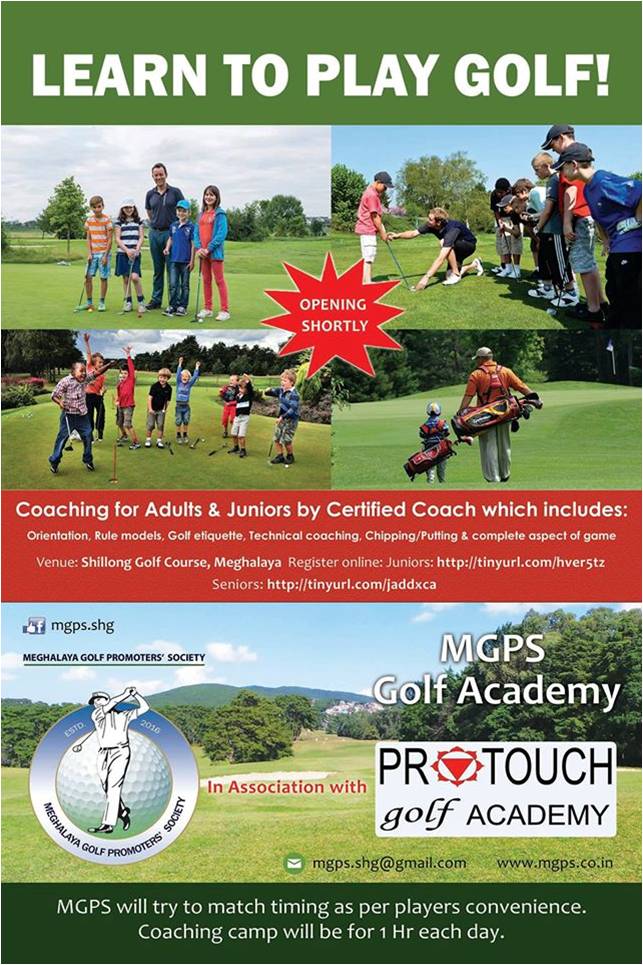 LEARN TO PLAY GOLF!
OPENING
SHORTLY
Coaching for Adults & Juniors by Certified Coach which includes:
Orientation, Rule models, Golf etiquette, Technical coaching, Chipping/Putting & complete aspect of game
Venue: Shillong Golf Course, Meghalaya Register online: Juniors: http://tinyurl.com/hver5tz
Seniors: http://tinyurl.com/jaddxca
mgps.shg
MEGHALAYA GOLF PROMOTERS' SOCIETY
MGPS
Golf Academy
ESTD 2016
MEGHALAYA GOLF PROMOTERS' SOCIETY
In Association with
PROTOUCH
golf ACADEMY
mgps.shg@gmail.com www.mgps.co.in
MGPS will try to match timing as per players convenience.
Coaching camp will be for 1 Hr each day.